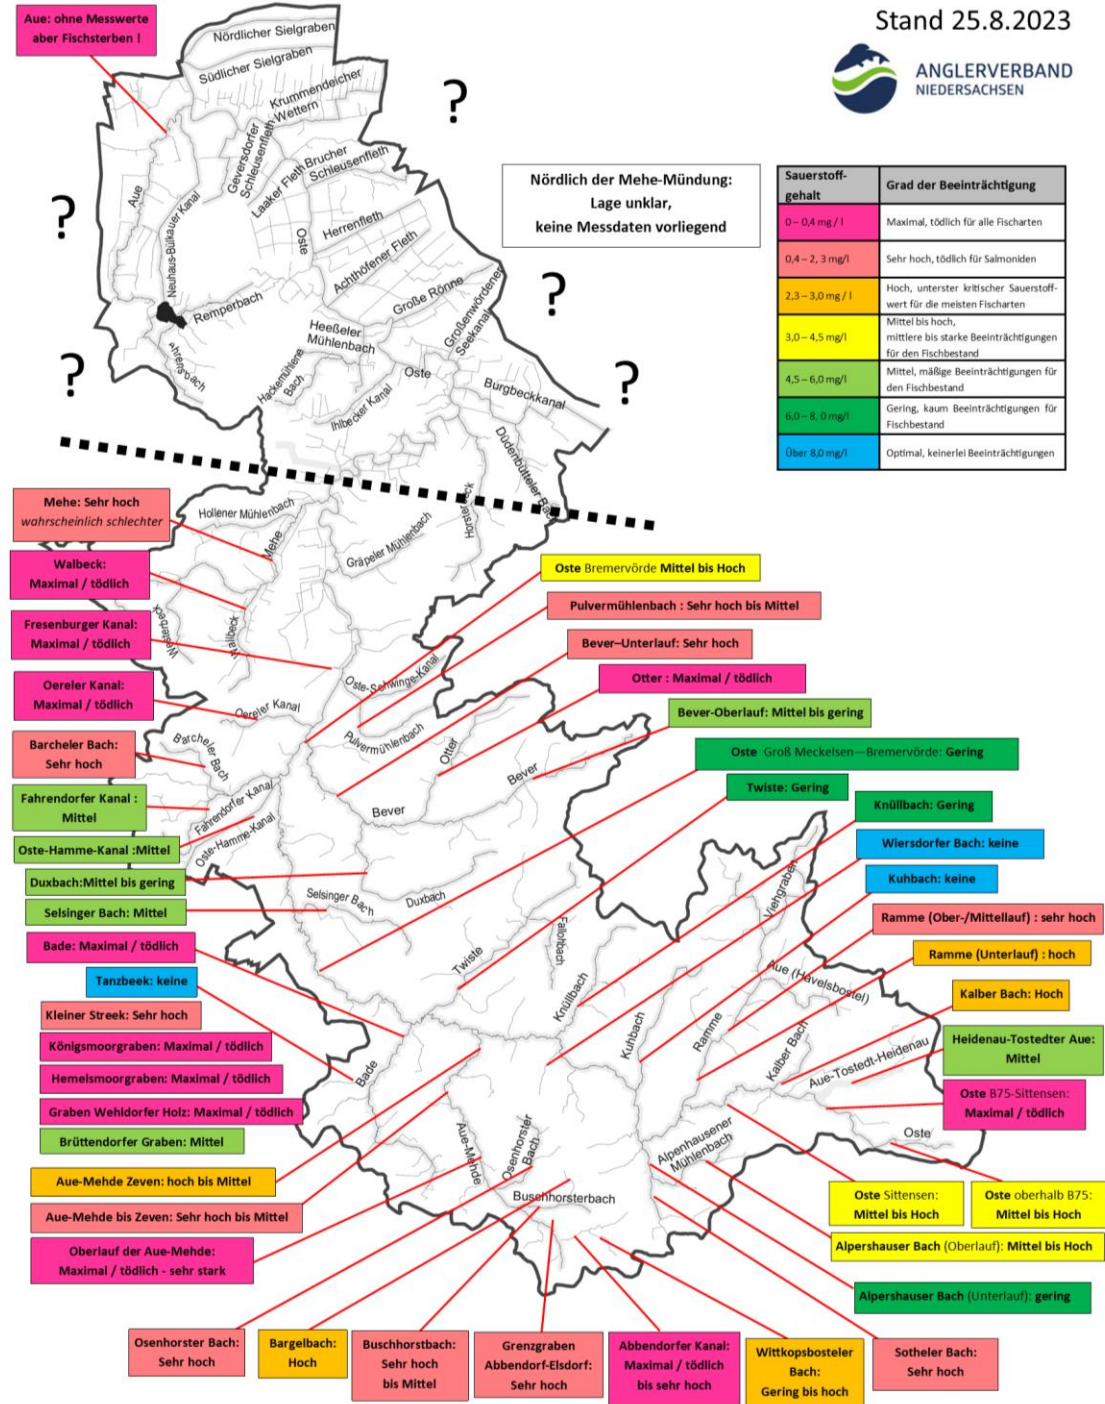 Aue: ohne Messwerte
aber Fischsterben !
Stand 25.8.2023
ANGLERVERBAND
NIEDERSACHSEN
Nördlicher Sielgraben
Südlicher Sielgraben
Krummendeicher
Wettern
Geversdorfer
Schleusenfleth
Laaker Fleth
Brucher
Schleusenfleth
Aue
Neuhaus-Bülkauer Kanal
Oste
Herrenfleth
Achthöfener Fleth
Große Rönne
Großenwördener
Seekanal
Remperbach
Heeßeler
Mühlenbach
Ahrensbach
Hackemühlene
Bach
Ihlbecker Kanal
Oste
Burgbeckkanal
Düdenbütteler Bach
Horsterbeck
?
?
?
?
?
Nördlich der Mehe-Mündung:
Lage unklar,
keine Messdaten vorliegend
Sauerstoff-
gehalt
Grad der Beeinträchtigung
0 – 0,4 mg / l
Maximal, tödlich für alle Fischarten
0,4 – 2, 3 mg/l
Sehr hoch, tödlich für Salmoniden
2,3 – 3,0 mg / l
Hoch, unterster kritischer Sauerstoff-
wert für die meisten Fischarten
3,0 – 4,5 mg/l
Mittel bis hoch,
mittlere bis starke Beeinträchtigungen
für den Fischbestand
4,5 – 6,0 mg/l
Mittel, mäßige Beeinträchtigungen für
den Fischbestand
6,0 – 8, 0 mg/l
Gering, kaum Beeinträchtigungen für
Fischbestand
Über 8,0 mg/l
Optimal, keinerlei Beeinträchtigungen
Mehe: Sehr hoch
wahrscheinlich schlechter
Walbeck:
Maximal / tödlich
Fresenburger Kanal:
Maximal / tödlich
Oereler Kanal:
Maximal / tödlich
Barcheler Bach:
Sehr hoch
Fahrendorfer Kanal :
Mittel
Oste-Hamme-Kanal :Mittel
Duxbach:Mittel bis gering
Selsinger Bach: Mittel
Bade: Maximal / tödlich
Tanzbeek: keine
Kleiner Streek: Sehr hoch
Königsmoorgraben: Maximal / tödlich
Hemelsmoorgraben: Maximal / tödlich
Graben Wehldorfer Holz: Maximal / tödlich
Brüttendorfer Graben: Mittel
Aue-Mehde Zeven: hoch bis Mittel
Aue-Mehde bis Zeven: Sehr hoch bis Mittel
Oberlauf der Aue-Mehde:
Maximal / tödlich - sehr stark
Hollener Mühlenbach
Mehe
Gräpeler Mühlenbach
Westerbeck
Wallbeck
Oste-Schwinge-Kanal
Oereler Kanal
Pulvermühlenbach
Barcheler
Bach
Otter
Bever
Fahrendorfer Kanal
Oste-Hamme-Kanal
Bever
Selsinger Bach
Duxbach
Twiste
Fallohbach
Knüllbach
Kuhbach
Ramme
Viehgraben
Aue (Havelsbostel)
Kalber Bach
Aue-Tostedt-Heidenau
Oste
Bade
Aue-Mehde
Osenhorster
Bach
Buschhorsterbach
Alpenhausener
Mühlenbach
Oste Bremervörde Mittel bis Hoch
Pulvermühlenbach : Sehr hoch bis Mittel
Bever–Unterlauf: Sehr hoch
Otter : Maximal / tödlich
Bever-Oberlauf: Mittel bis gering
Oste Groß Meckelsen—Bremervörde: Gering
Twiste: Gering
Knüllbach: Gering
Wiersdorfer Bach: keine
Kuhbach: keine
Ramme (Ober-/Mittellauf) : sehr hoch
Ramme (Unterlauf) : hoch
Kalber Bach: Hoch
Heidenau-Tostedter Aue:
Mittel
Oste B75-Sittensen:
Maximal / tödlich
Oste Sittensen:
Mittel bis Hoch
Oste oberhalb B75:
Mittel bis Hoch
Alpershauser Bach (Oberlauf): Mittel bis Hoch
Alpershauser Bach (Unterlauf): gering
Osenhorster Bach:
Sehr hoch
Bargelbach:
Hoch
Buschhorstbach:
Sehr hoch
bis Mittel
Grenzgraben
Abbendorf-Elsdorf:
Sehr hoch
Abbendorfer Kanal:
Maximal / tödlich
bis sehr hoch
Wittkopsbosteler
Bach:
Gering bis hoch
Sotheler Bach:
Sehr hoch